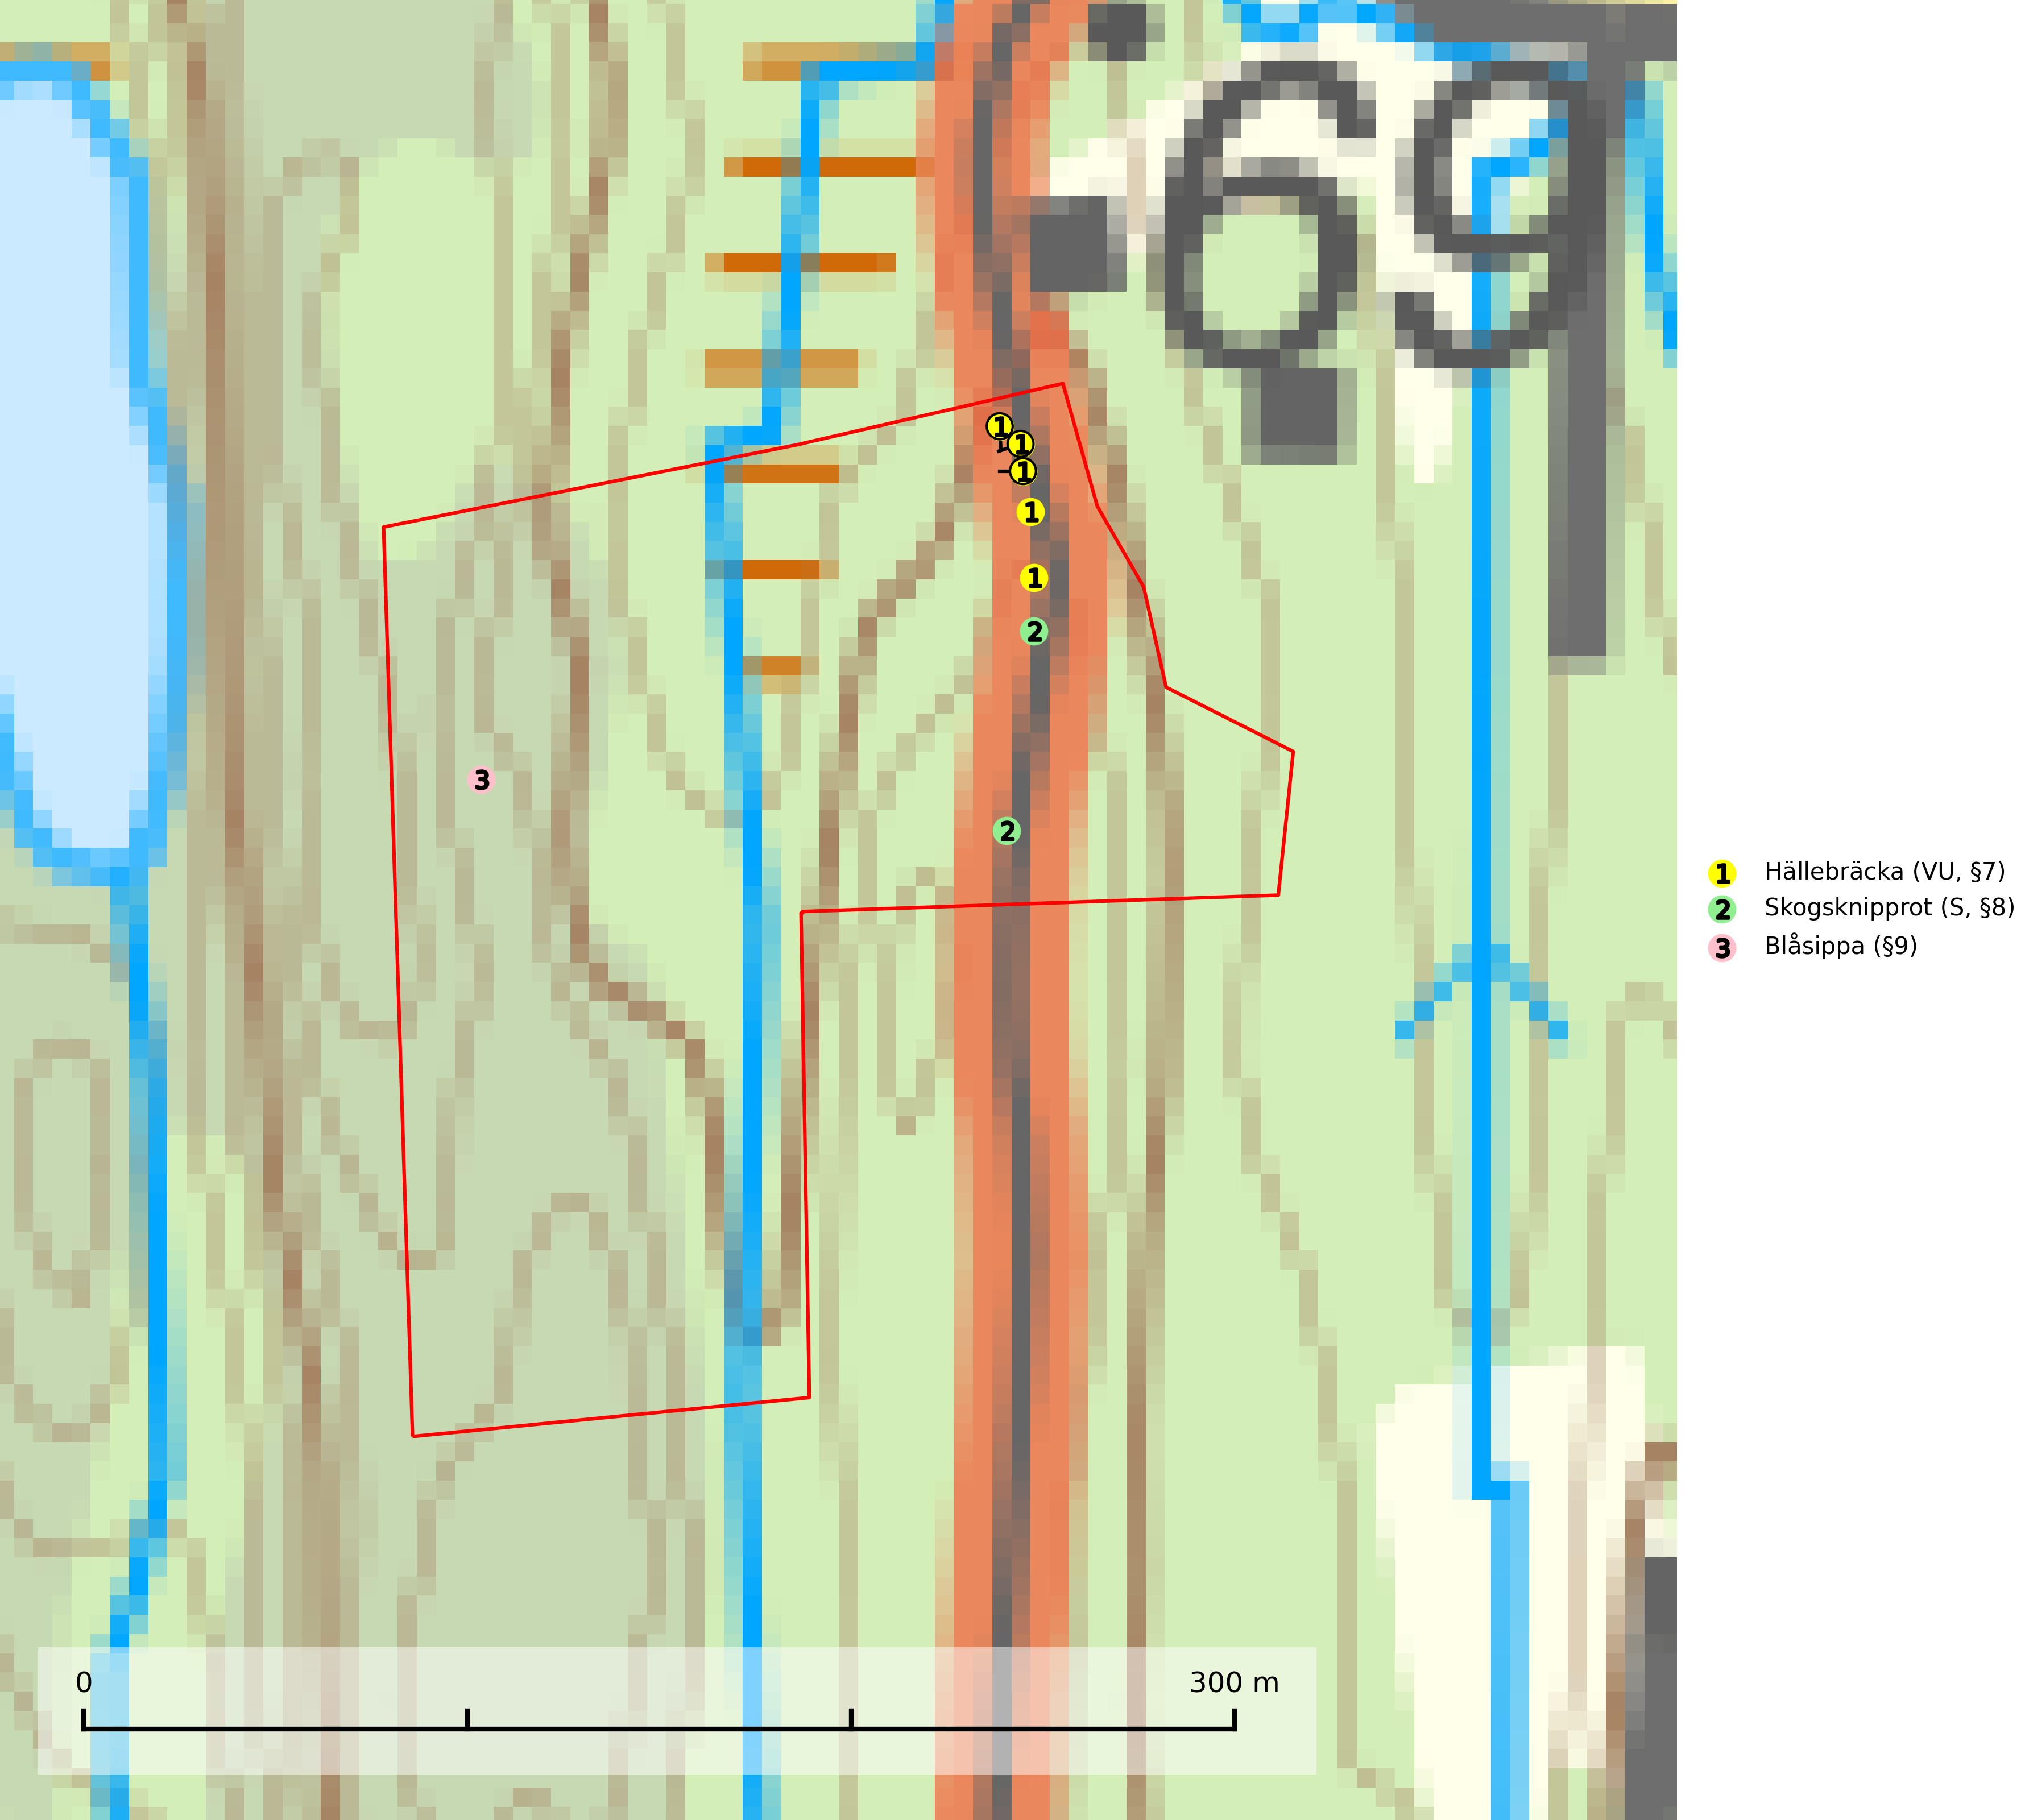 69
1
1
1
1
1
2
3
2
1 Hällebräcka (VU, §7)
2 Skogsknipprot (S, §8)
3 Blåsippa (§9)
0 300 m